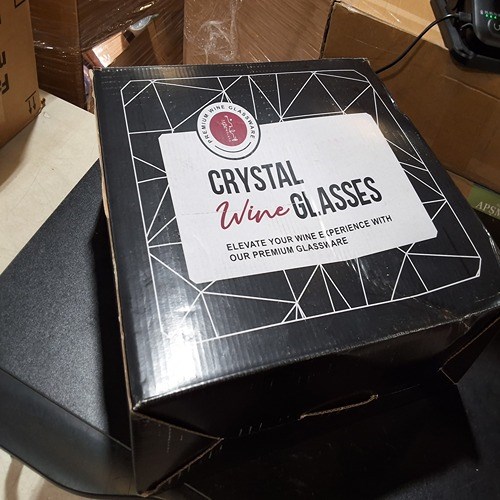 PREMIUM WINE GLASSWARE
CRYSTAL
Wine GLASSES
ELEVATE YOUR WINE EXPERIENCE WITH
OUR PREMIUM GLASSWARE